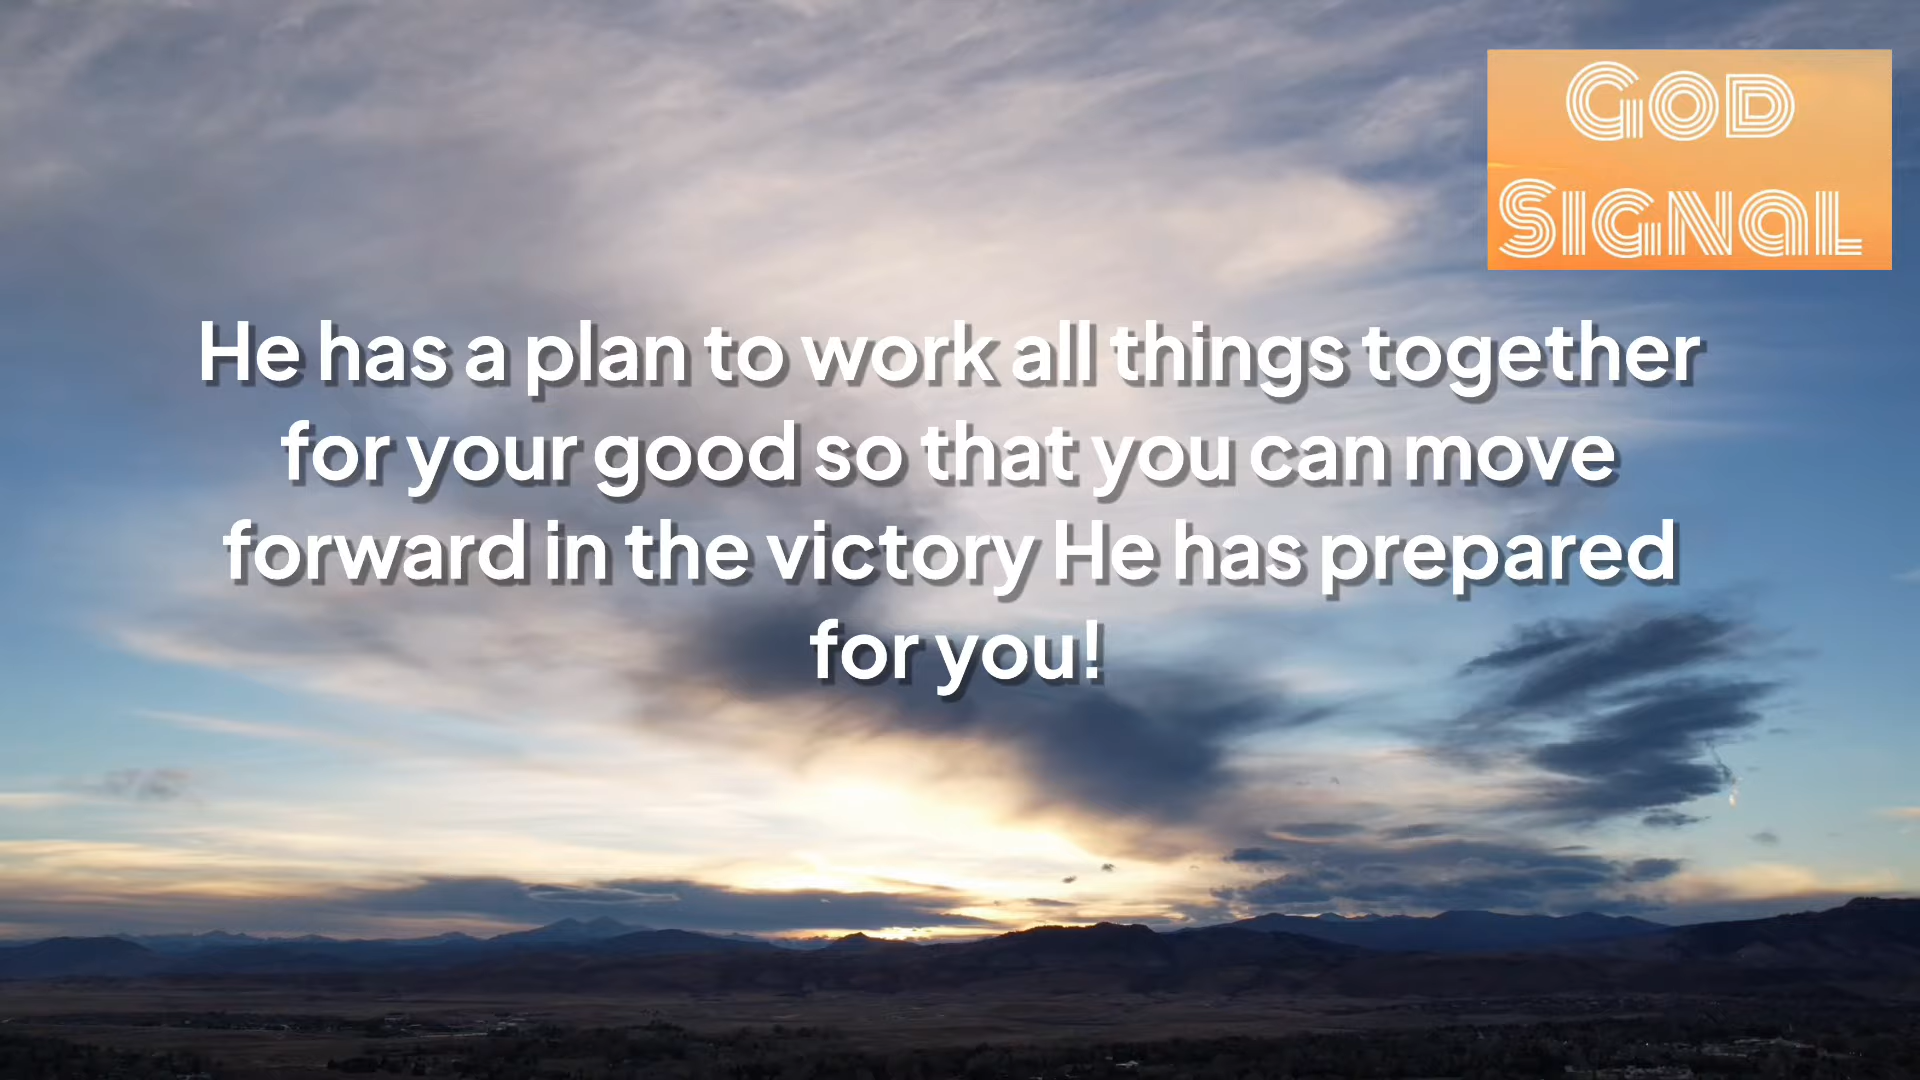 God
Signal
He has a plan to work all things together
for your good so that you can move
forward in the victory He has prepared
for you!